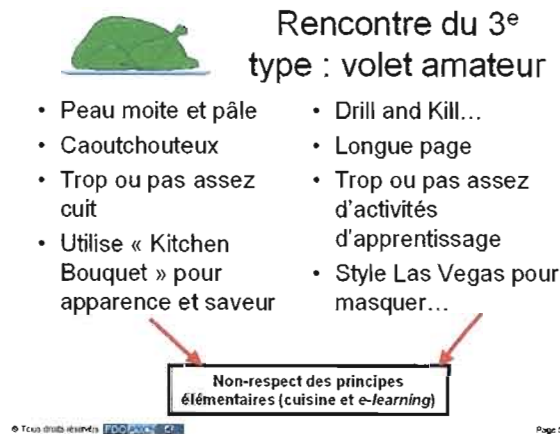 Rencontre du 3e
type : volet amateur
• Peau moite et pâle
• Caoutchouteux
• Trop ou pas assez
cuit
• Utilise « Kitchen
Bouquet » pour
apparence et saveur
• Drill and Kill…
• Longue page
• Trop ou pas assez
d'activités
d'apprentissage
• Style Las Vegas pour
masquer…
Non-respect des principes
élémentaires (cuisine et e-learning)
© Tous droits réservés
Page